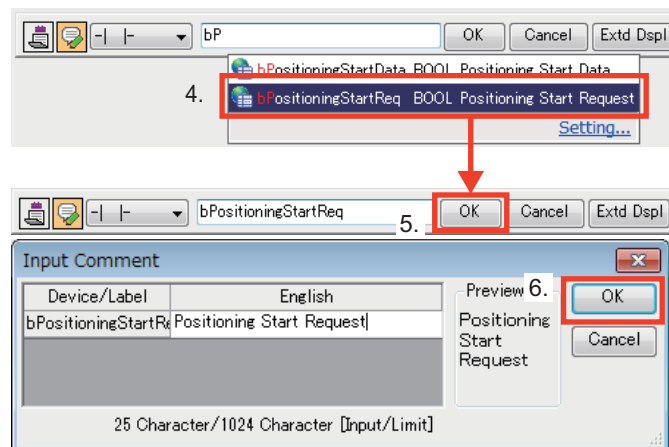 -| |- bP OK Cancel Extd Dspl
bPositioningStartData BOOL Positioning Start Data
4. bPositioningStartReq BOOL Positioning Start Request
Setting...
-| |- bPositioningStartReq 5. OK Cancel Extd Dspl
Input Comment
Device/Label English
bPositioningStartRe Positioning Start Request
Preview 6. OK
Positioning
Start
Request
Cancel
25 Character/1024 Character [Input/Limit]